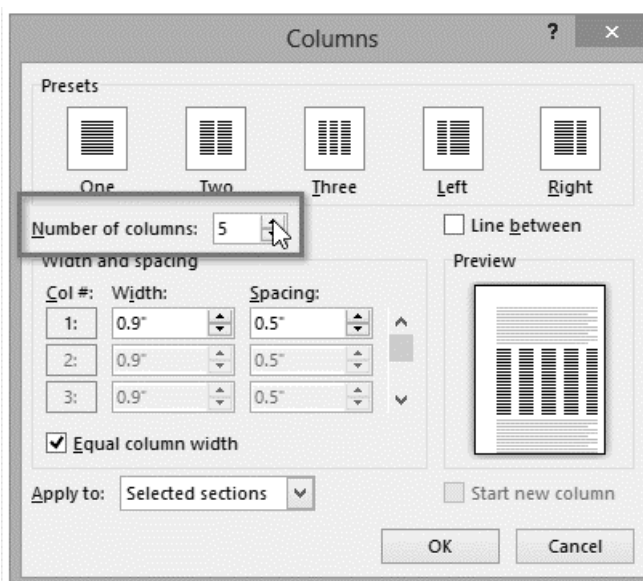 Columns ? ×
Presets
One Two Three Left Right
Number of columns: 5 Line between
Width and spacing Preview
Col #: Width: Spacing:
1: 0.9" 0.5"
2: 0.9" 0.5"
3: 0.9" 0.5"
Equal column width
Apply to: Selected sections Start new column
OK Cancel